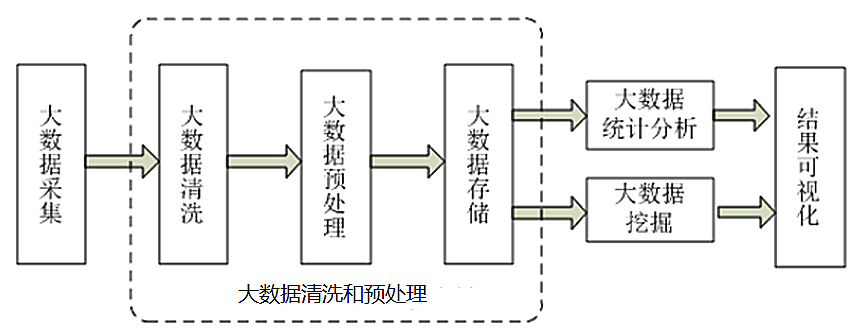 大数据采集
大数据清洗
大数据预处理
大数据存储
大数据
统计分析
大数据
挖掘
结果可视化
大数据清洗和预处理